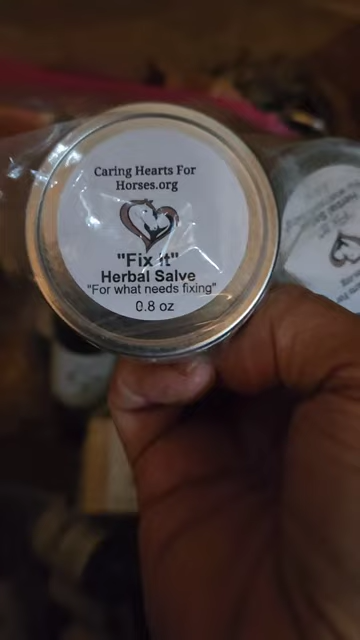 Caring Hearts For
Horses.org
"Fix it"
Herbal Salve
"For what needs fixing"
0.8 oz